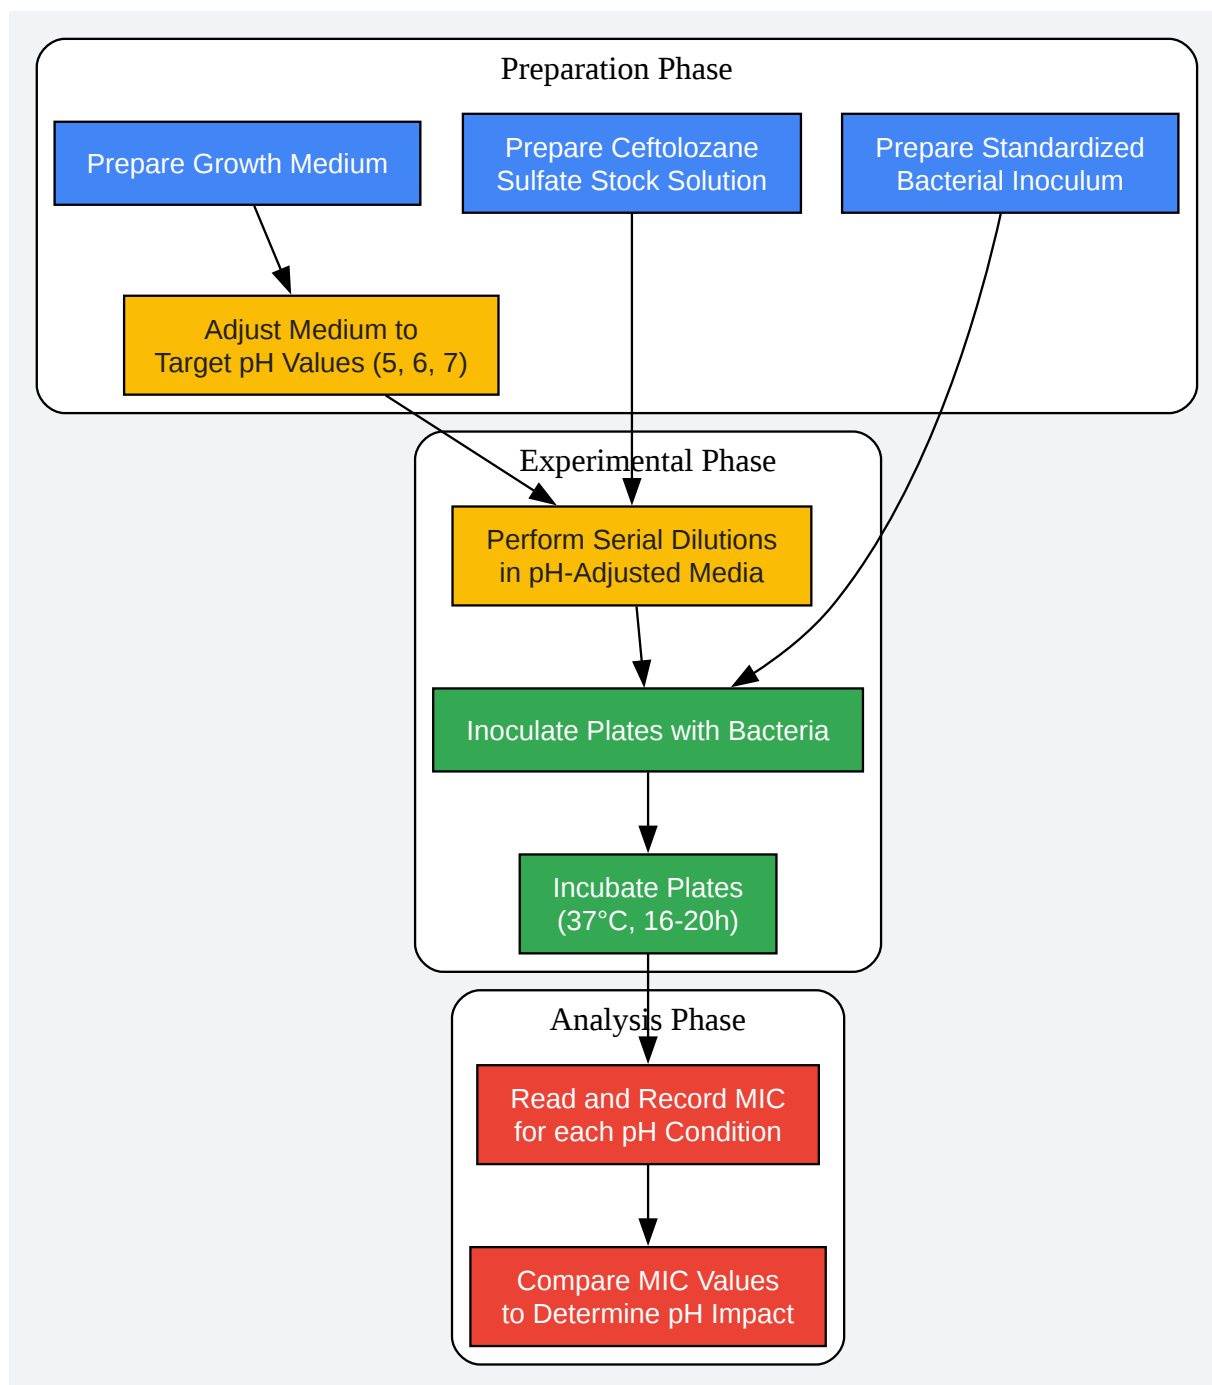 Preparation Phase
Prepare Growth Medium
Prepare Ceftolozane
Sulfate Stock Solution
Prepare Standardized
Bacterial Inoculum
Adjust Medium to
Target pH Values (5, 6, 7)
Experimental Phase
Perform Serial Dilutions
in pH-Adjusted Media
Inoculate Plates with Bacteria
Incubate Plates
(37°C, 16-20h)
Analysis Phase
Read and Record MIC
for each pH Condition
Compare MIC Values
to Determine pH Impact